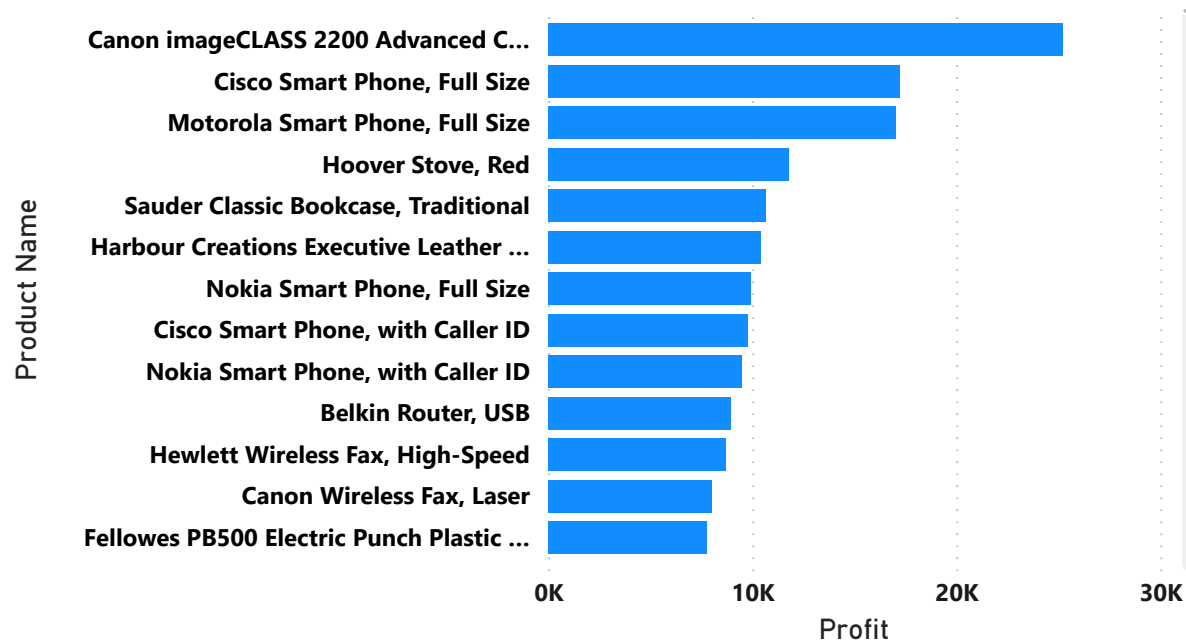 Product Name
Canon imageCLASS 2200 Advanced C...
Cisco Smart Phone, Full Size
Motorola Smart Phone, Full Size
Hoover Stove, Red
Sauder Classic Bookcase, Traditional
Harbour Creations Executive Leather ...
Nokia Smart Phone, Full Size
Cisco Smart Phone, with Caller ID
Nokia Smart Phone, with Caller ID
Belkin Router, USB
Hewlett Wireless Fax, High-Speed
Canon Wireless Fax, Laser
Fellowes PB500 Electric Punch Plastic ...
0K 10K 20K 30K
Profit